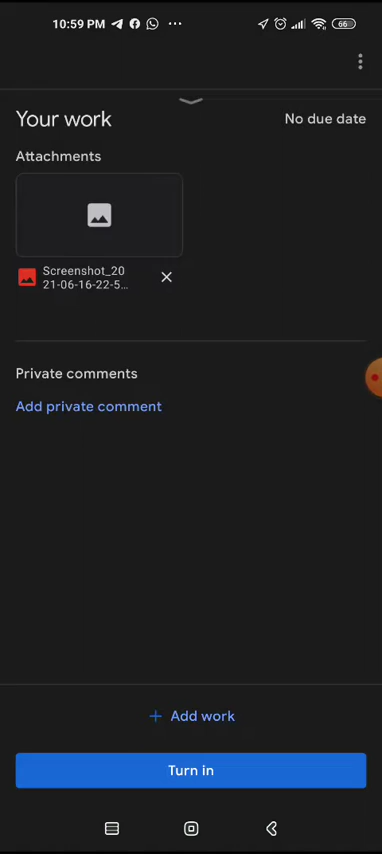 10:59 PM
66
Your work
No due date
Attachments
Screenshot_20
21-06-16-22-5...
Private comments
Add private comment
+ Add work
Turn in